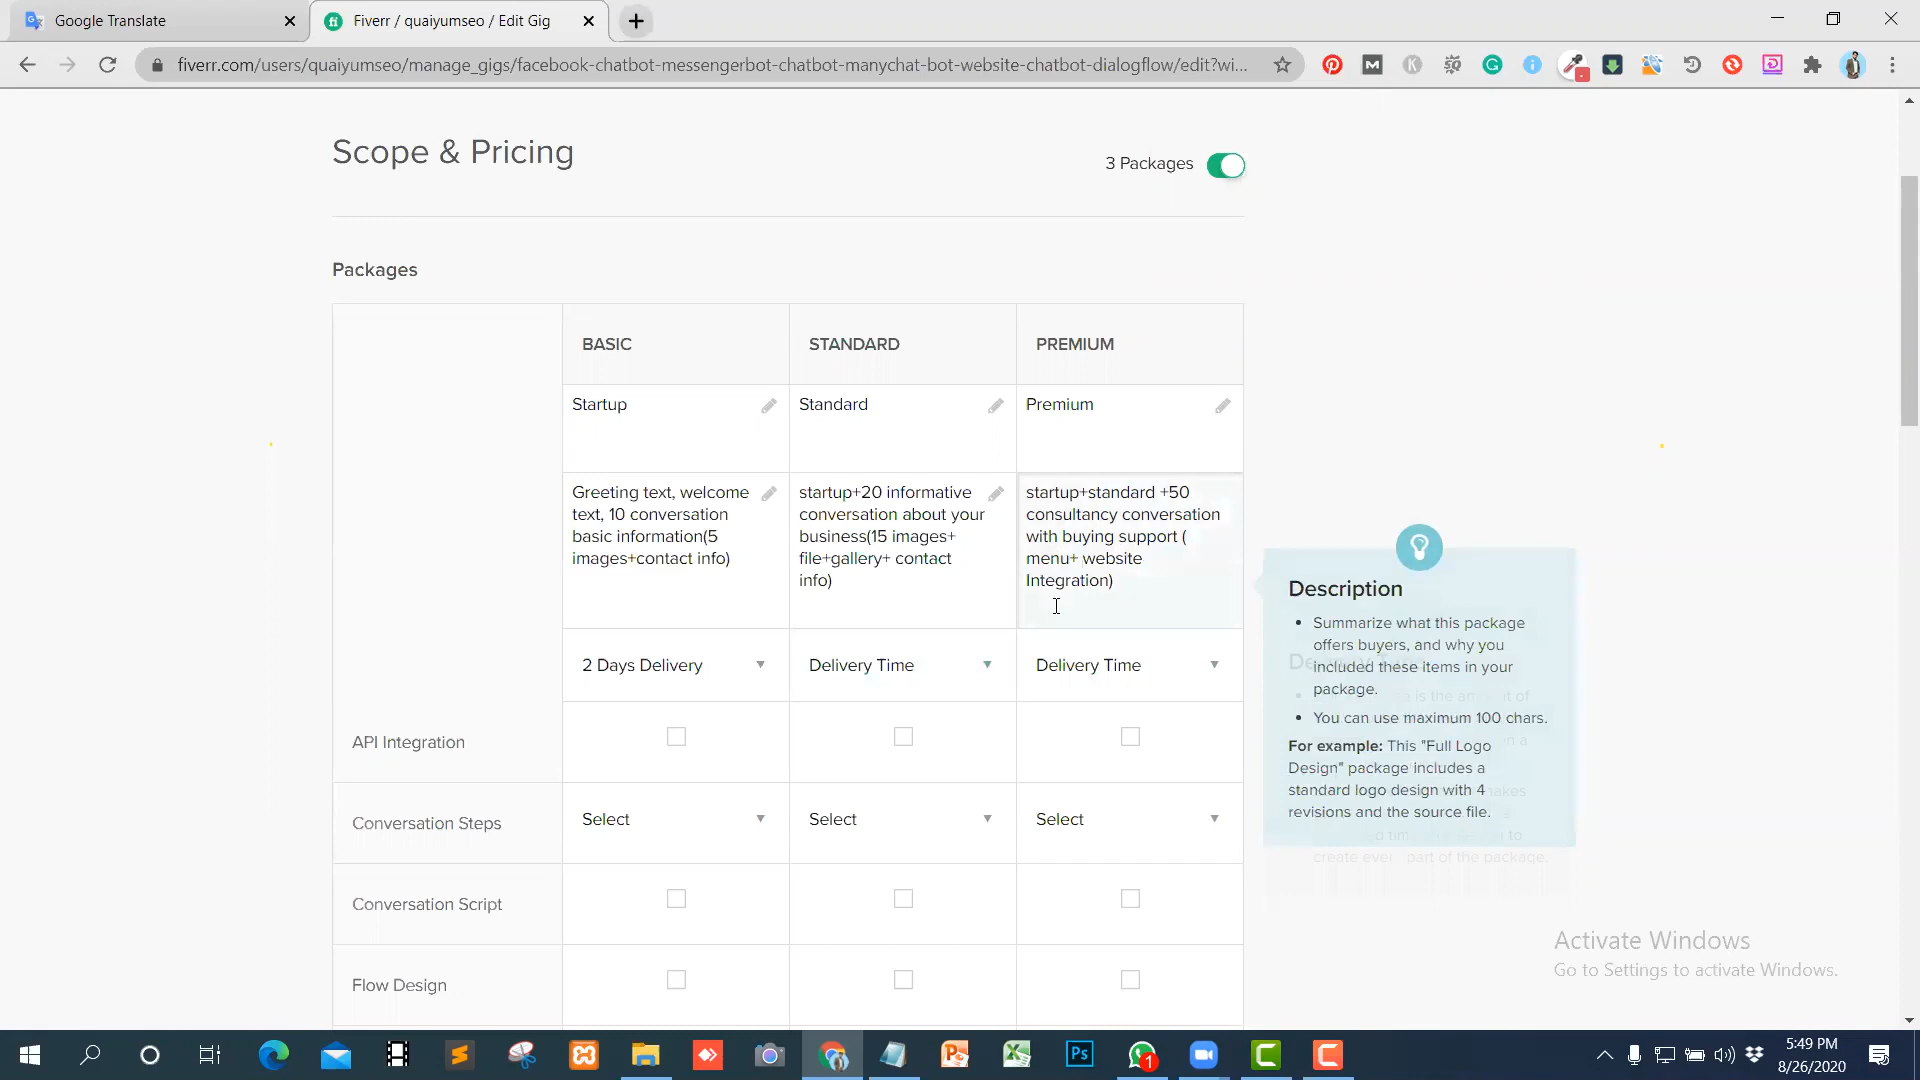 Google Translate
Fiverr / quaiyumseo / Edit Gig
fiverr.com/users/quaiyumseo/manage_gigs/facebook-chatbot-messengerbot-chatbot-manychat-bot-website-chatbot-dialogflow/edit?wi...
Scope & Pricing
3 Packages
Packages
BASIC
STANDARD
PREMIUM
Startup
Standard
Premium
Greeting text, welcome
text, 10 conversation
basic information(5
images+contact info)
startup+20 informative
conversation about your
business(15 images+
file+gallery+ contact
info)
startup+standard +50
consultancy conversation
with buying support (
menu+ website
Integration)
2 Days Delivery
Delivery Time
Delivery Time
API Integration
Conversation Steps
Select
Select
Select
Conversation Script
Flow Design
Description
• Summarize what this package
offers buyers, and why you
included these items in your
package.
• You can use maximum 100 chars.
For example: This "Full Logo
Design" package includes a
standard logo design with 4
revisions and the source file.
create every part of the package.
Activate Windows
Go to Settings to activate Windows.
5:49 PM
8/26/2020